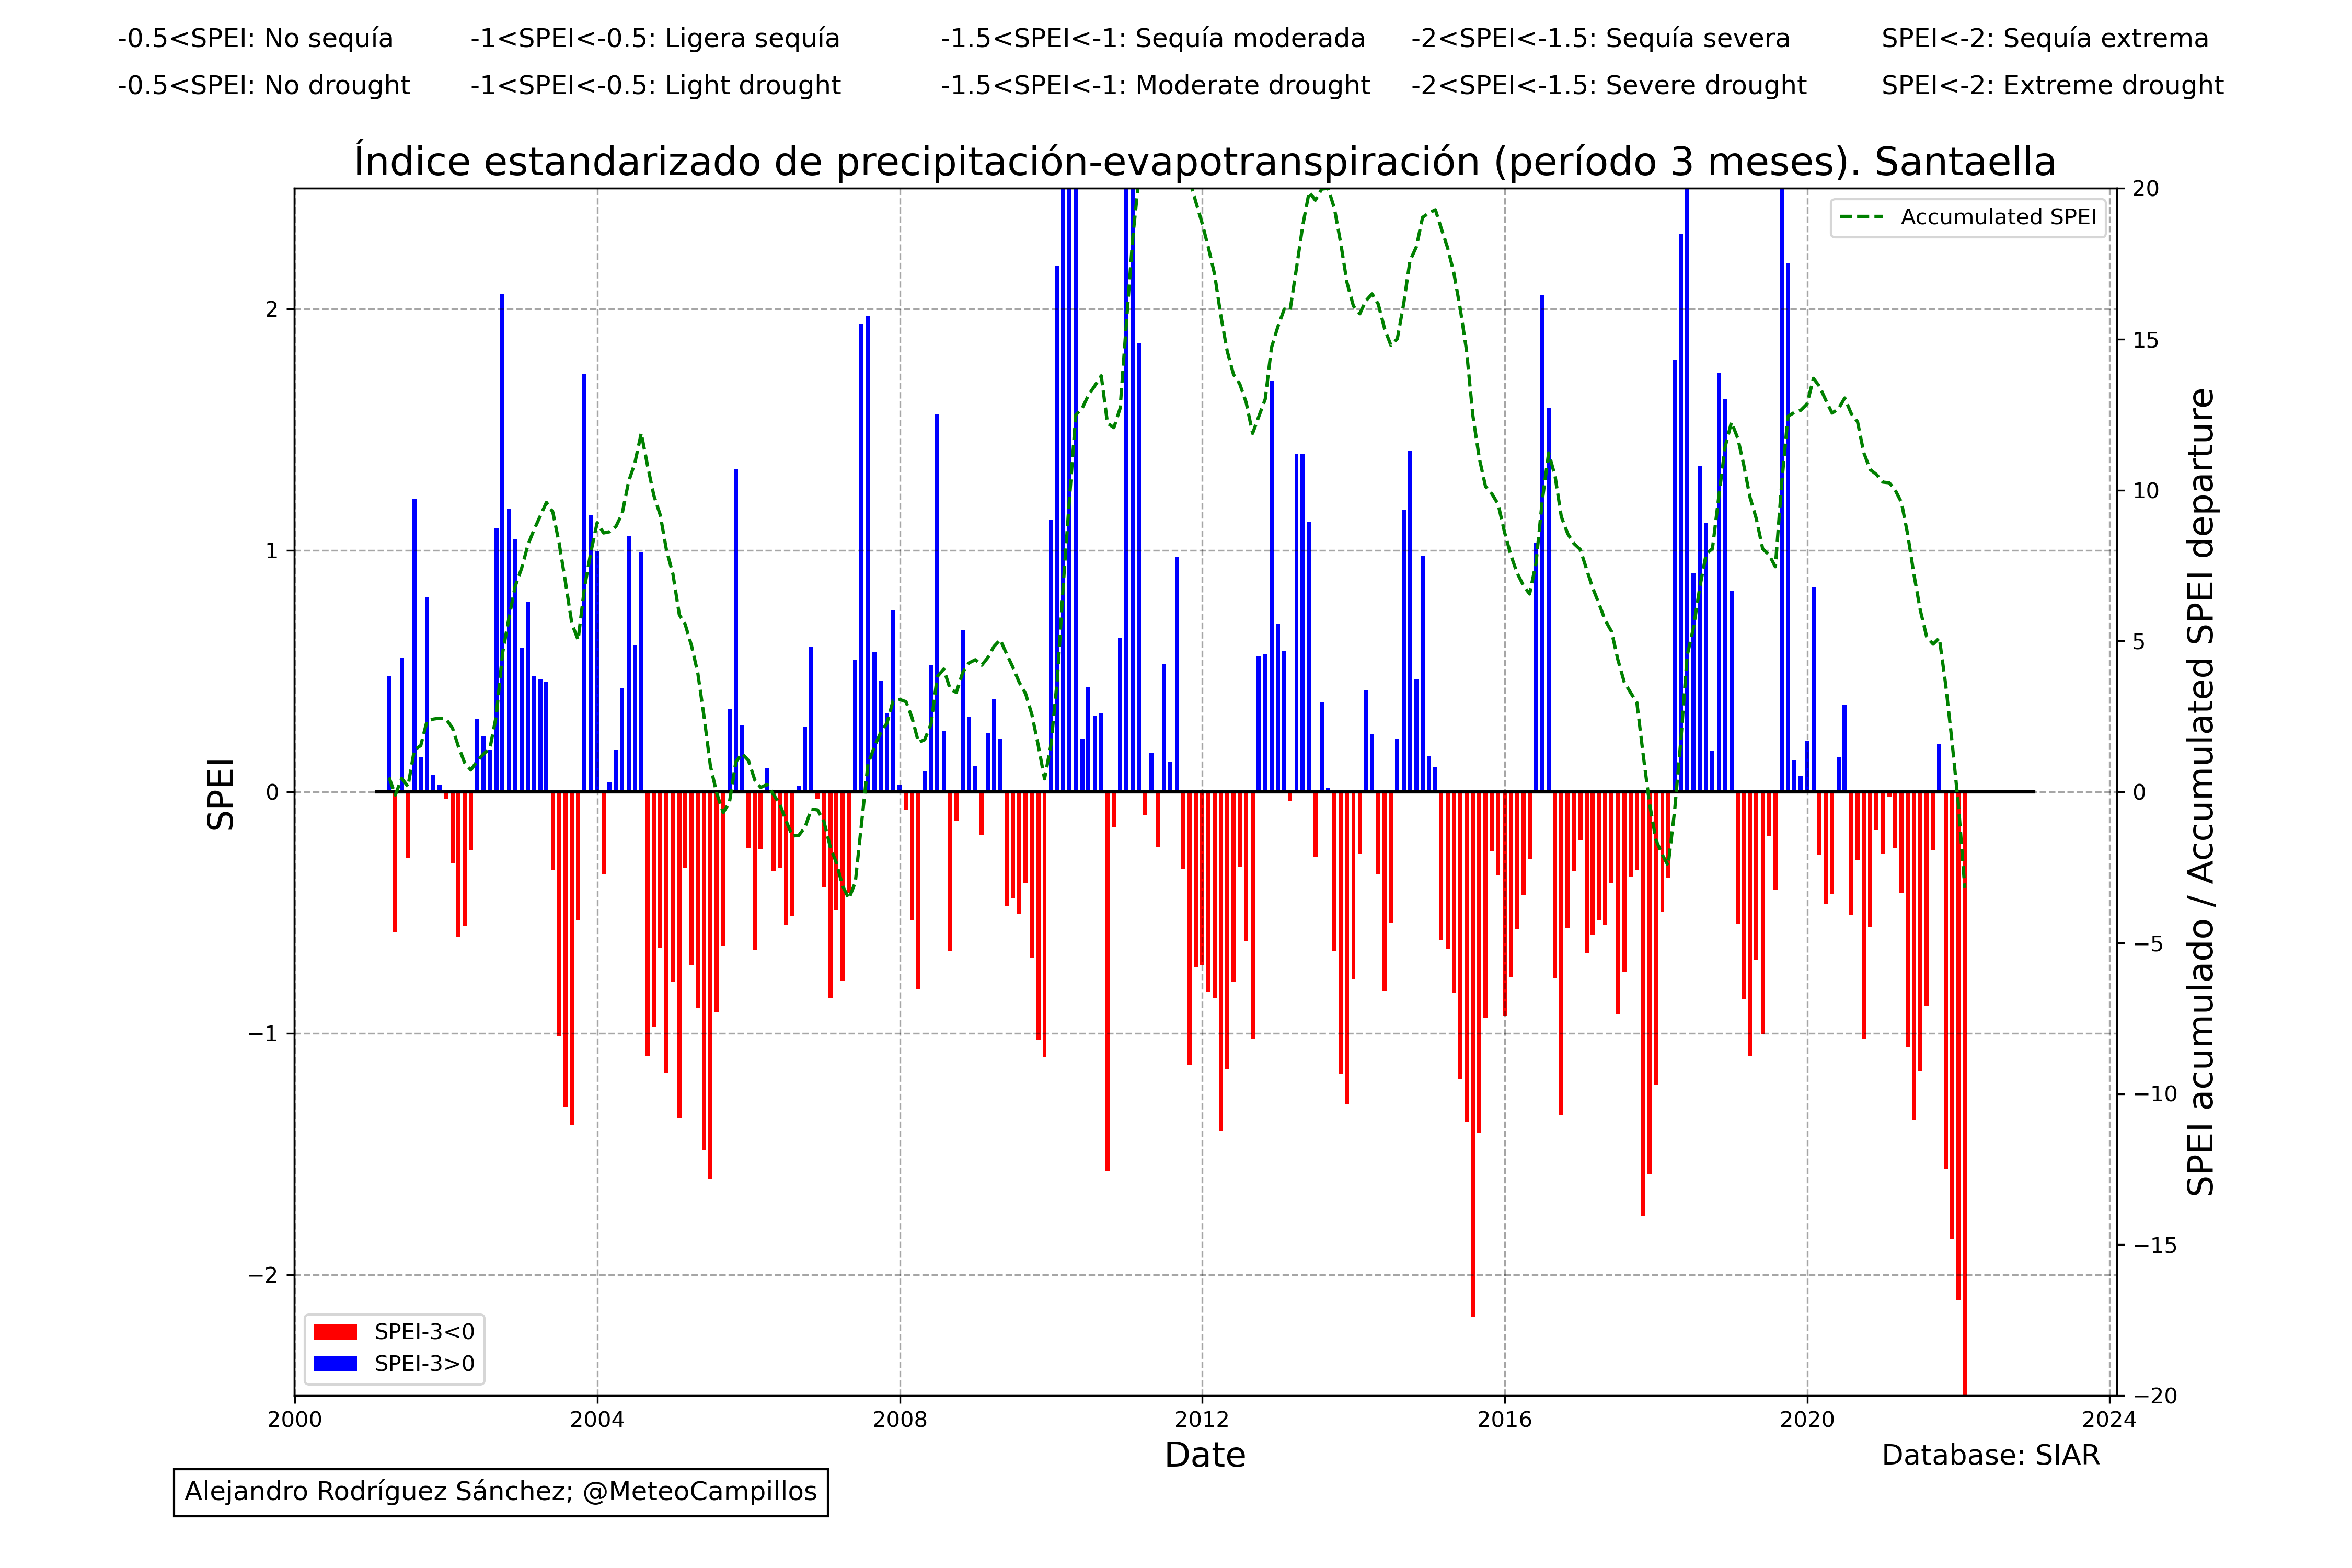 -0.5<SPEI: No sequía -1<SPEI<-0.5: Ligera sequía -1.5<SPEI<-1: Sequía moderada -2<SPEI<-1.5: Sequía severa SPEI<-2: Sequía extrema
-0.5<SPEI: No drought -1<SPEI<-0.5: Light drought -1.5<SPEI<-1: Moderate drought -2<SPEI<-1.5: Severe drought SPEI<-2: Extreme drought
Índice estandarizado de precipitación-evapotranspiración (período 3 meses). Santaella
Accumulated SPEI
SPEI
2
1
0
−1
−2
20
15
10
5
0
−5
−10
−15
−20
SPEI acumulado / Accumulated SPEI departure
SPEI-3<0
SPEI-3>0
2000 2004 2008 2012 2016 2020 2024
Date
Database: SIAR
Alejandro Rodríguez Sánchez; @MeteoCampillos